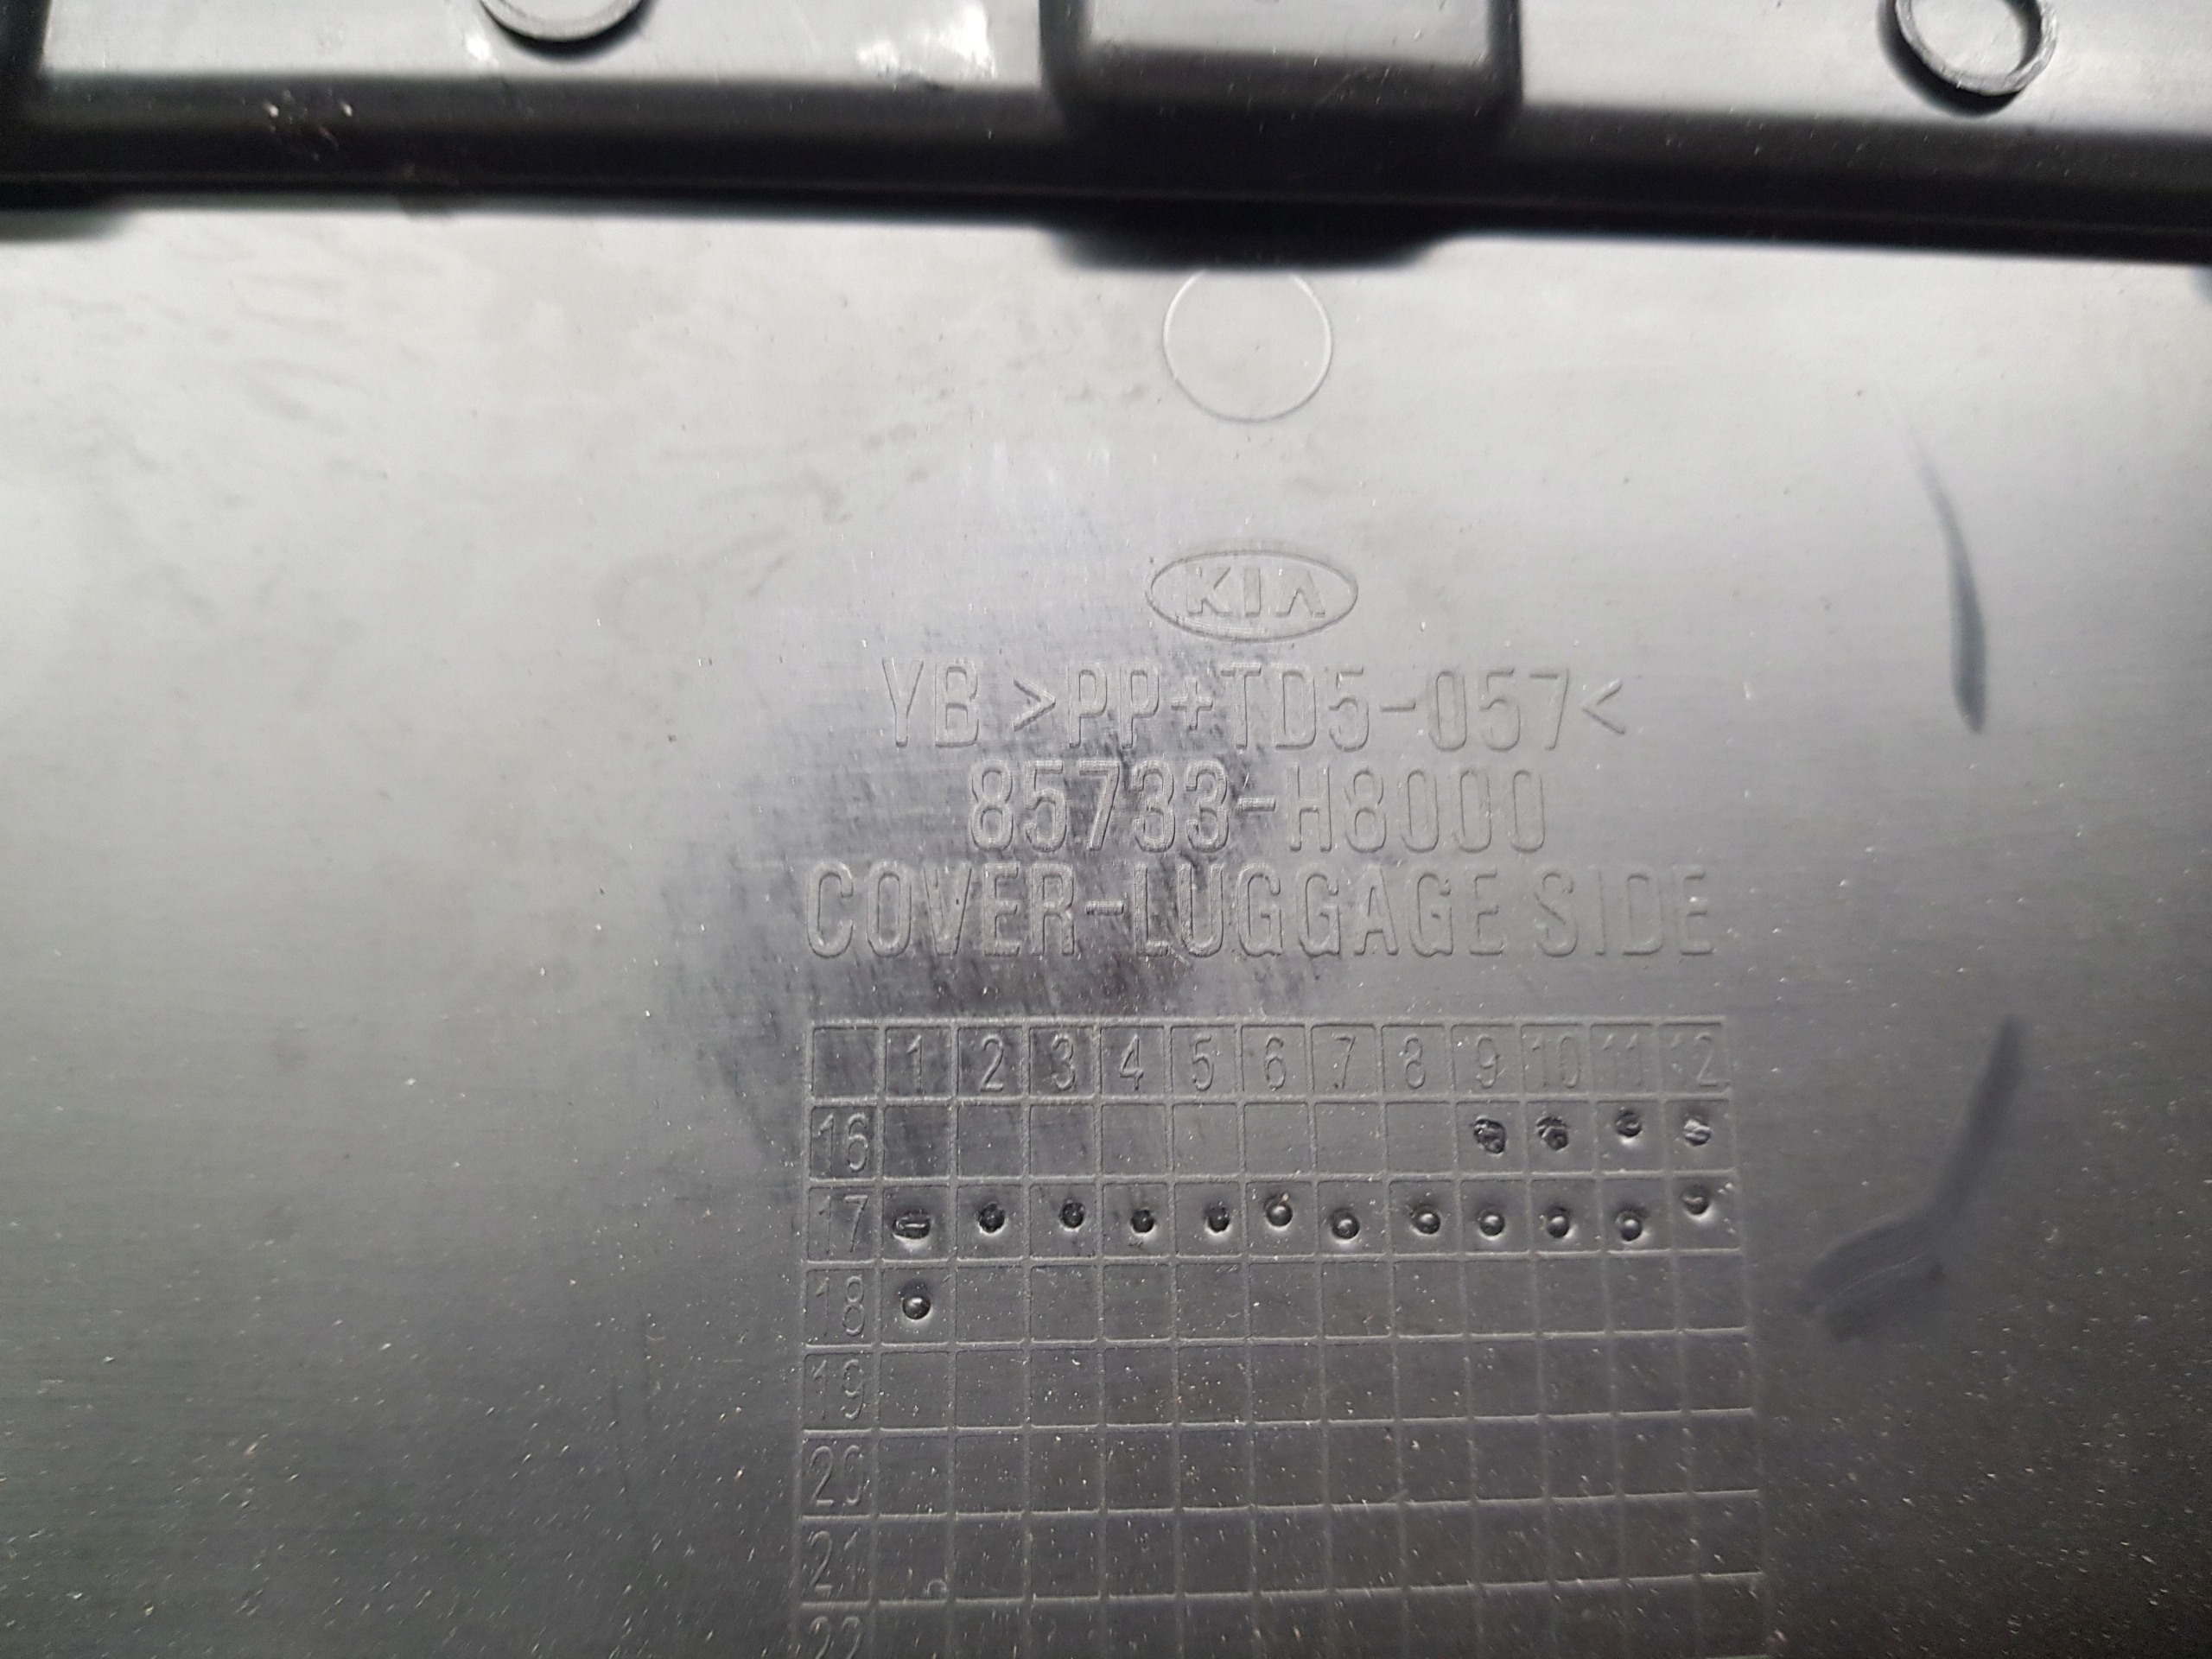 KIA
YB >PP+TD5-057<
85733-H8000
COVER-LUGGAGE SIDE
1 2 3 4 5 6 7 8 9 10 11 12
16
17
18
19
20
21
22